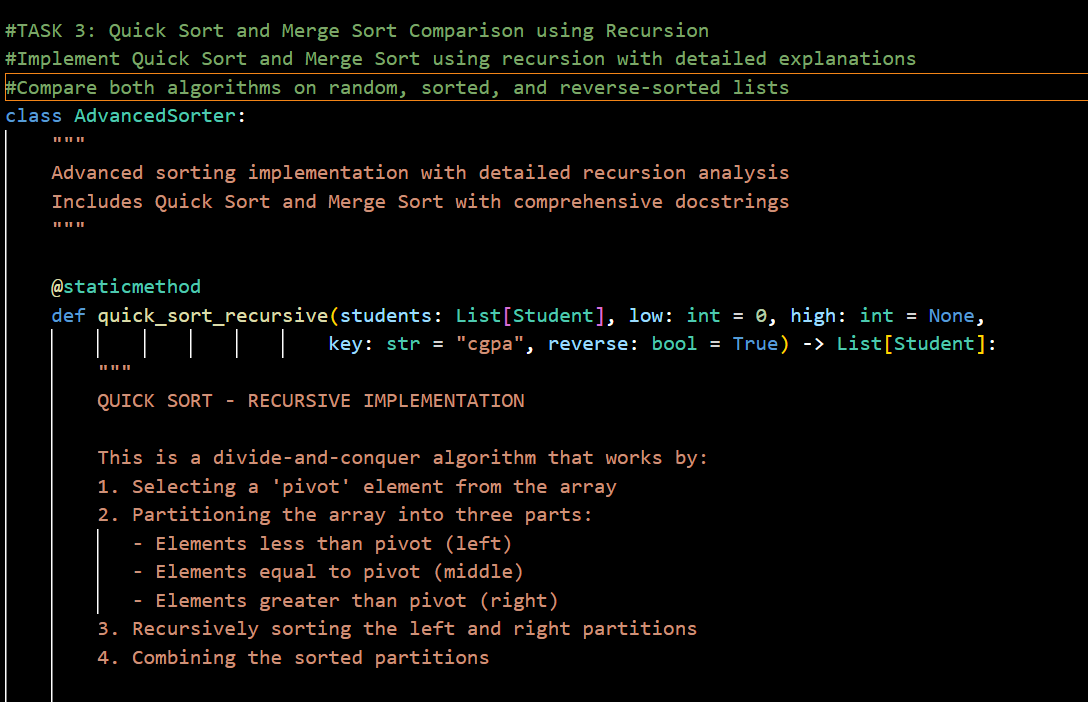 #TASK 3: Quick Sort and Merge Sort Comparison using Recursion
#Implement Quick Sort and Merge Sort using recursion with detailed explanations
#Compare both algorithms on random, sorted, and reverse-sorted lists
class AdvancedSorter:
    """
    Advanced sorting implementation with detailed recursion analysis
    Includes Quick Sort and Merge Sort with comprehensive docstrings
    """
    @staticmethod
    def quick_sort_recursive(students: List[Student], low: int = 0, high: int = None,
                            key: str = "cgpa", reverse: bool = True) -> List[Student]:
        """
        QUICK SORT - RECURSIVE IMPLEMENTATION
        This is a divide-and-conquer algorithm that works by:
        1. Selecting a 'pivot' element from the array
        2. Partitioning the array into three parts:
           - Elements less than pivot (left)
           - Elements equal to pivot (middle)
           - Elements greater than pivot (right)
        3. Recursively sorting the left and right partitions
        4. Combining the sorted partitions